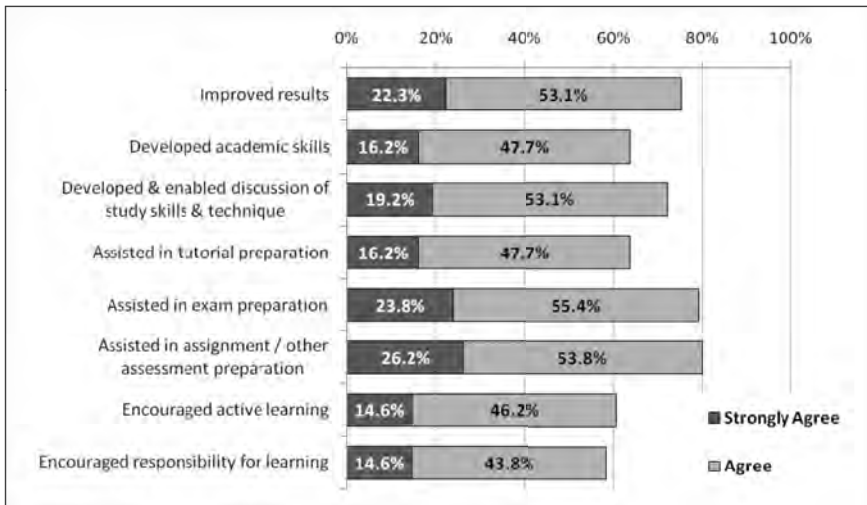 0% 20% 40% 60% 80% 100%
Improved results 22.3% 53.1%
Developed academic skills 16.2% 47.7%
Developed & enabled discussion of
study skills & technique 19.2% 53.1%
Assisted in tutorial preparation 16.2% 47.7%
Assisted in exam preparation 23.8% 55.4%
Assisted in assignment / other
assessment preparation 26.2% 53.8%
Encouraged active learning 14.6% 46.2%
Strongly Agree
Encouraged responsibility for learning 14.6% 43.8%
Agree